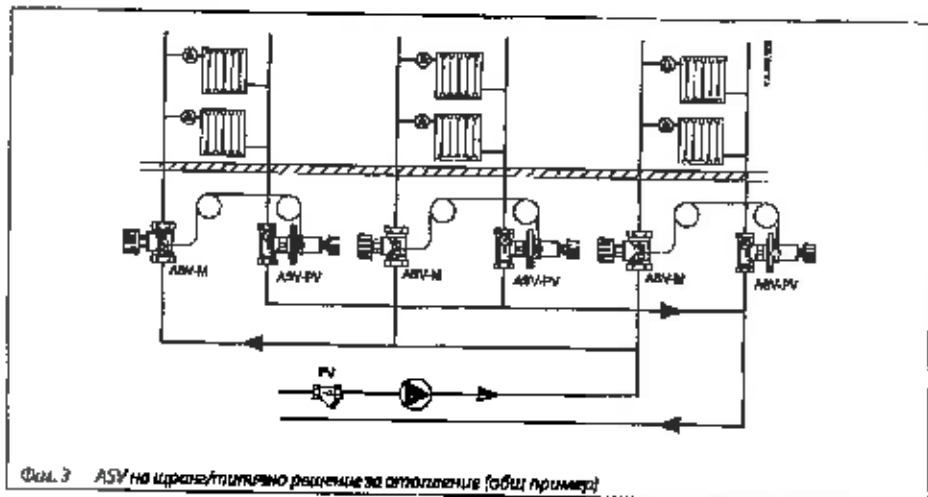 ASV-M
ASV-PV
ASV-M
ASV-PV
ASV-M
ASV-PV
FV
Фиг. 3 ASV на щранг/типично решение за отопление (общ пример)